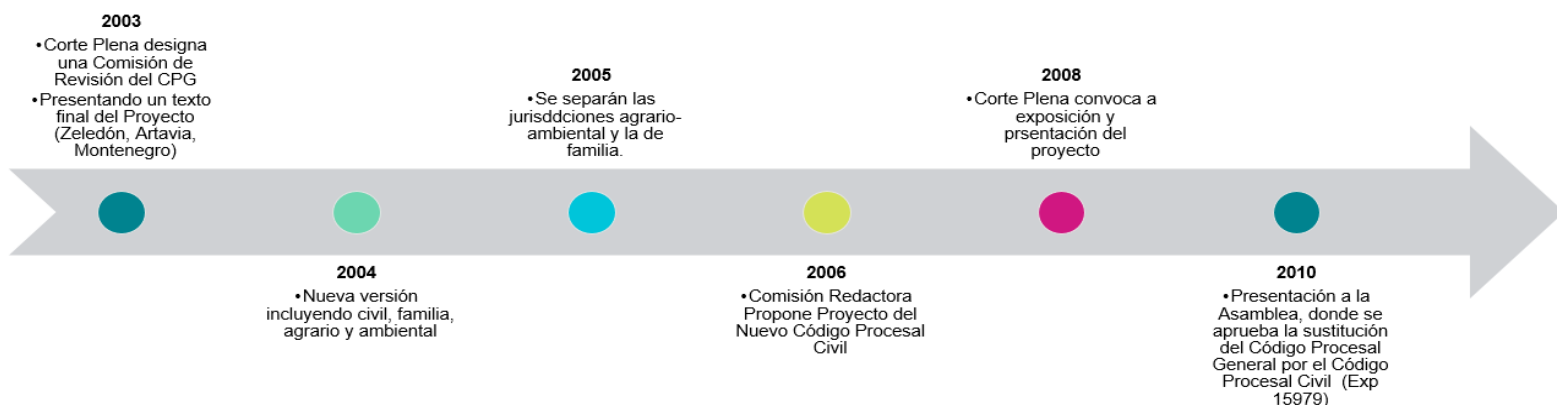 2003
•Corte Plena designa
una Comisión de
Revisión del CPG
•Presentando un texto
final del Proyecto
(Zeledón, Artavia,
Montenegro)
2004
•Nueva versión
incluyendo civil, familia,
agrario y ambiental
2005
•Se separán las
jurisddciones agrario-
ambiental y la de
familia.
2006
•Comisión Redactora
Propone Proyecto del
Nuevo Código Procesal
Civil
2008
•Corte Plena convoca a
exposición y
prsentación del
proyecto
2010
•Presentación a la
Asamblea, donde se
aprueba la sustitución
del Código Procesal
General por el Código
Procesal Civil (Exp
15979)